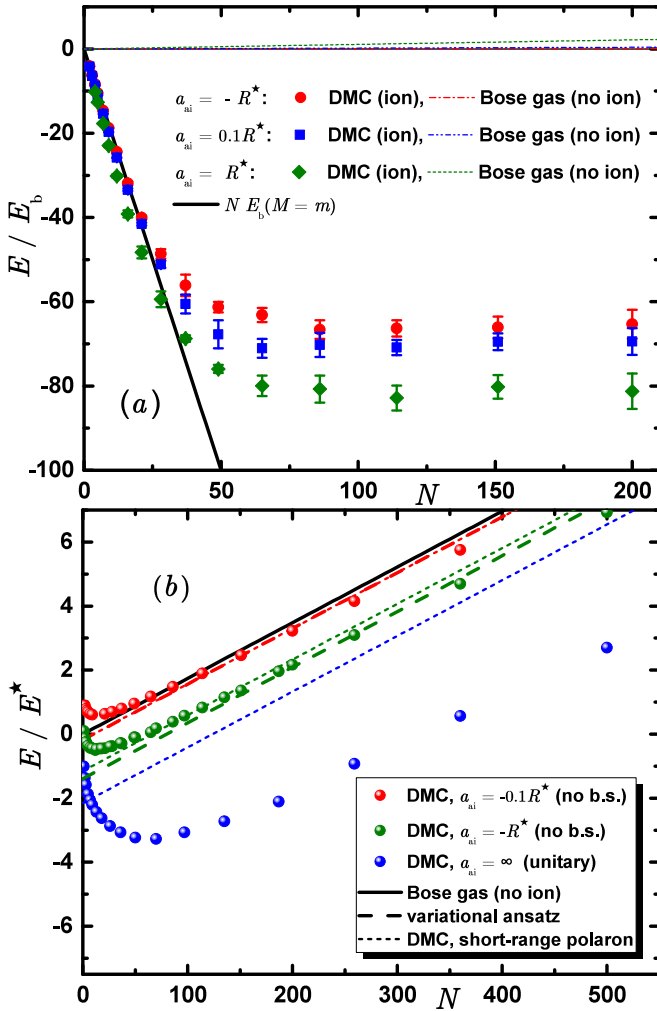 0
-20
-40
-60
-80
-100
E / E_b
a_ai = - R^★: DMC (ion), Bose gas (no ion)
a_ai = 0.1R^★: DMC (ion), Bose gas (no ion)
a_ai = R^★: DMC (ion), Bose gas (no ion)
N E_b(M = m)
(a)
0 50 100 150 200
N
6
4
2
0
-2
-4
-6
E / E^★
(b)
DMC, a_ai = -0.1R^★ (no b.s.)
DMC, a_ai = -R^★ (no b.s.)
DMC, a_ai = ∞ (unitary)
Bose gas (no ion)
variational ansatz
DMC, short-range polaron
0 100 200 300 400 500
N